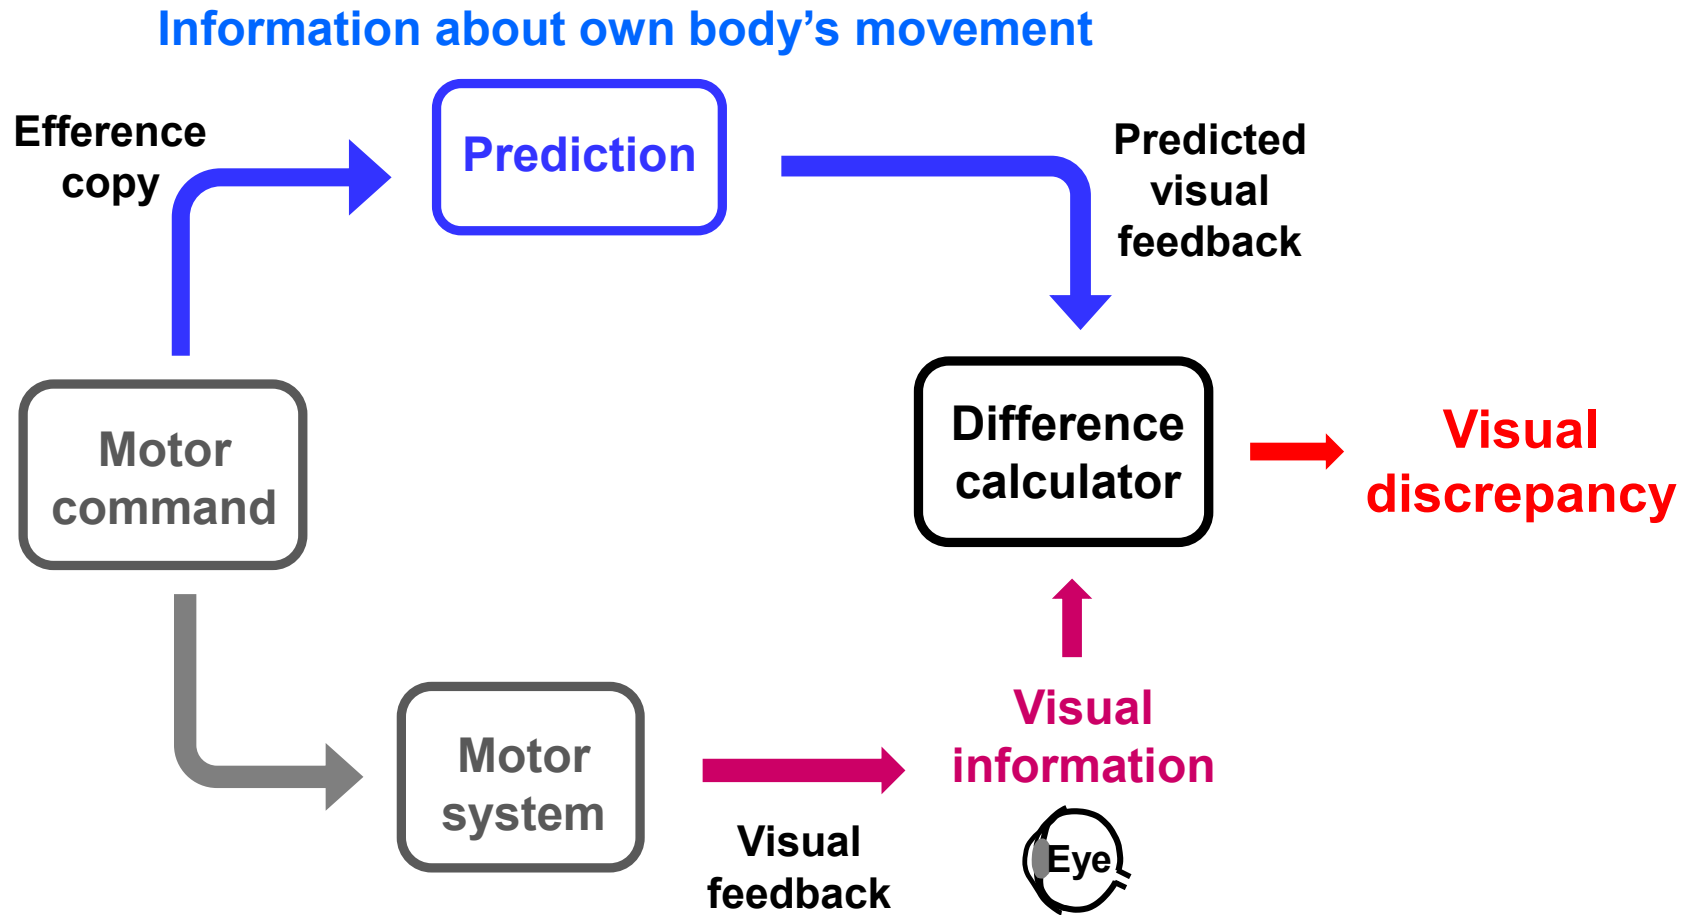 Information about own body’s movement
Efference
copy
Prediction
Predicted
visual
feedback
Motor
command
Difference
calculator
Visual
discrepancy
Motor
system
Visual
feedback
Visual
information
Eye